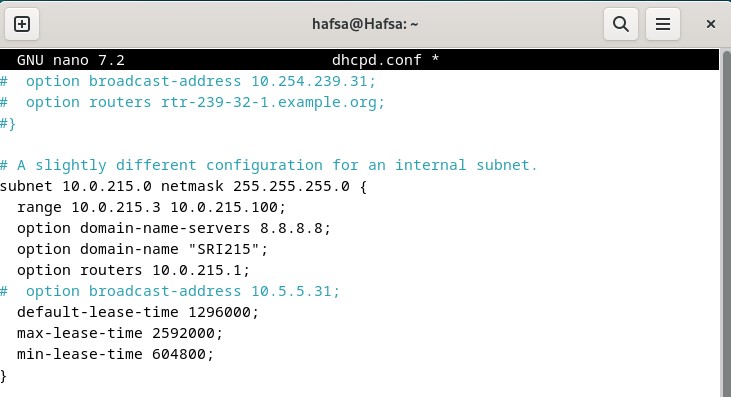 hafsa@Hafsa: ~
GNU nano 7.2 dhcpd.conf *
#  option broadcast-address 10.254.239.31;
#  option routers rtr-239-32-1.example.org;
#}

# A slightly different configuration for an internal subnet.
subnet 10.0.215.0 netmask 255.255.255.0 {
  range 10.0.215.3 10.0.215.100;
  option domain-name-servers 8.8.8.8;
  option domain-name "SRI215";
  option routers 10.0.215.1;
#  option broadcast-address 10.5.5.31;
  default-lease-time 1296000;
  max-lease-time 2592000;
  min-lease-time 604800;
}